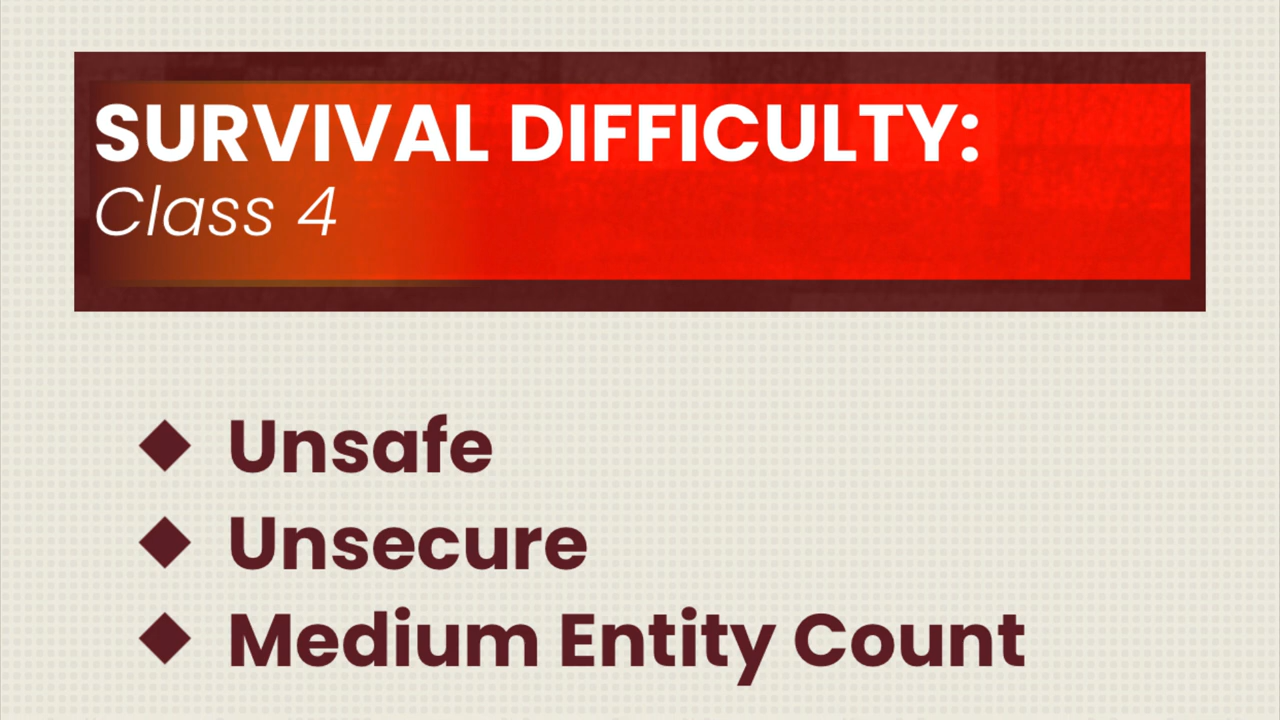 SURVIVAL DIFFICULTY:
Class 4
Unsafe
Unsecure
Medium Entity Count